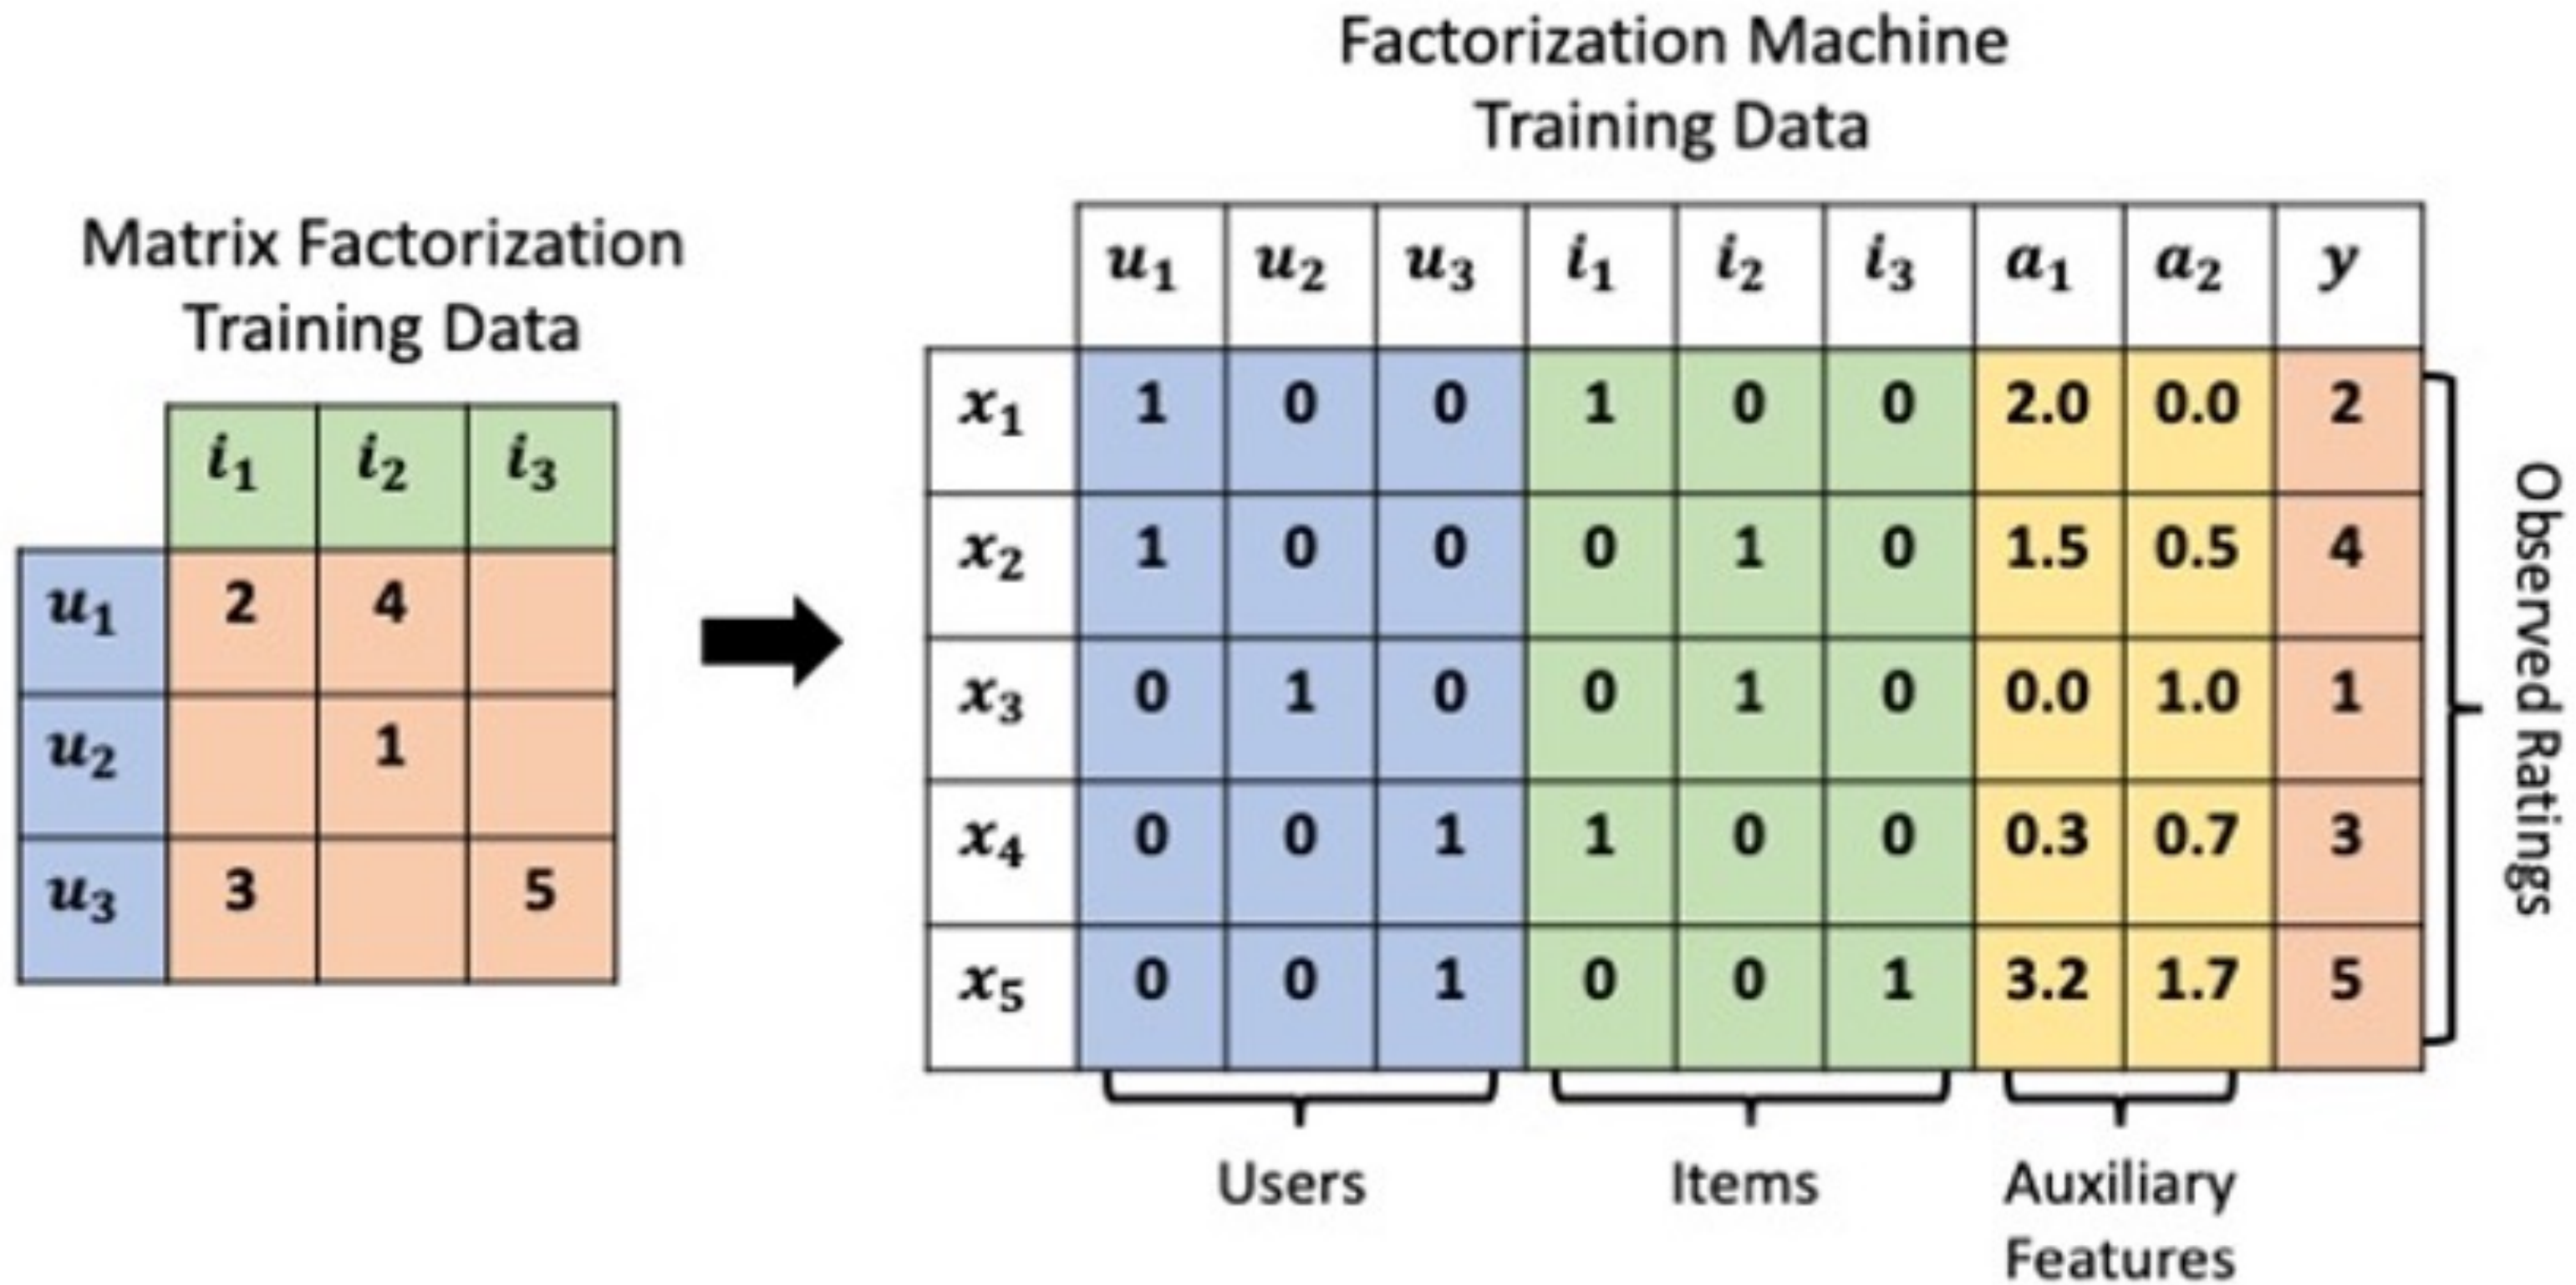 Factorization Machine
Training Data
Matrix Factorization
Training Data
i₁ i₂ i₃
u₁ 2 4
u₂ 1
u₃ 3 5
u₁ u₂ u₃ i₁ i₂ i₃ a₁ a₂ y
x₁ 1 0 0 1 0 0 2.0 0.0 2
x₂ 1 0 0 0 1 0 1.5 0.5 4
x₃ 0 1 0 0 1 0 0.0 1.0 1
x₄ 0 0 1 1 0 0 0.3 0.7 3
x₅ 0 0 1 0 0 1 3.2 1.7 5
Observed Ratings
Users
Items
Auxiliary
Features